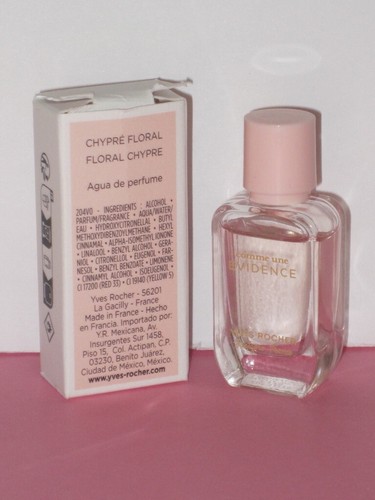 CHYPRÉ FLORAL
FLORAL CHYPRE
Agua de perfume
204V0 - INGREDIENTS : ALCOHOL •
PARFUM/FRAGRANCE • AQUA/WATER/
EAU • HYDROXYCITRONELLAL • BUTYL
METHOXYDIBENZOYLMETHANE • HEXYL
CINNAMAL • ALPHA-ISOMETHYL IONONE
• LINALOOL • BENZYL ALCOHOL • GERA-
NIOL • CITRONELLOL • EUGENOL • FAR-
NESOL • BENZYL BENZOATE • LIMONENE
• CINNAMYL ALCOHOL • ISOEUGENOL •
CI 17200 (RED 33) • CI 19140 (YELLOW 5)
Yves Rocher - 56201
La Gacilly - France
Made in France - Hecho
en Francia. Importado por:
Y.R. Mexicana. Av.
Insurgentes Sur 1458,
Piso 15, Col. Actipan, C.P.
03230, Benito Juárez,
Ciudad de México, México.
www.yves-rocher.com
comme une
ÉVIDENCE
YVES ROCHER